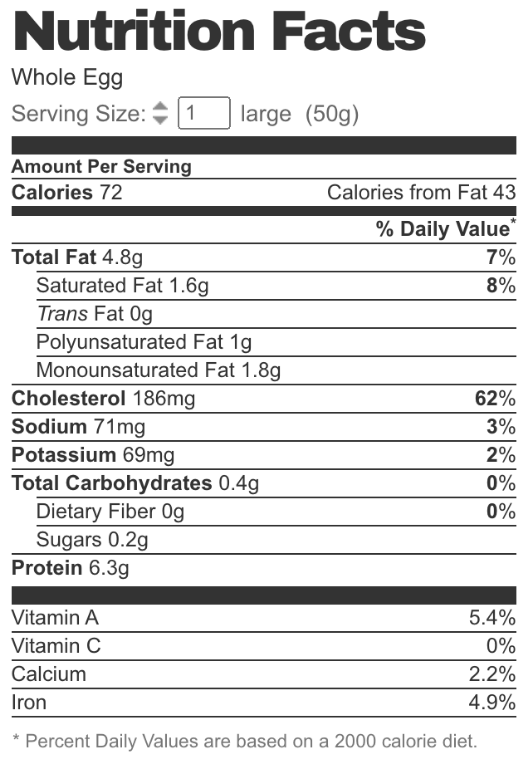 Nutrition Facts
Whole Egg
Serving Size: 1 large (50g)
Amount Per Serving
Calories 72 Calories from Fat 43
% Daily Value*
Total Fat 4.8g 7%
Saturated Fat 1.6g 8%
Trans Fat 0g
Polyunsaturated Fat 1g
Monounsaturated Fat 1.8g
Cholesterol 186mg 62%
Sodium 71mg 3%
Potassium 69mg 2%
Total Carbohydrates 0.4g 0%
Dietary Fiber 0g 0%
Sugars 0.2g
Protein 6.3g
Vitamin A 5.4%
Vitamin C 0%
Calcium 2.2%
Iron 4.9%
* Percent Daily Values are based on a 2000 calorie diet.